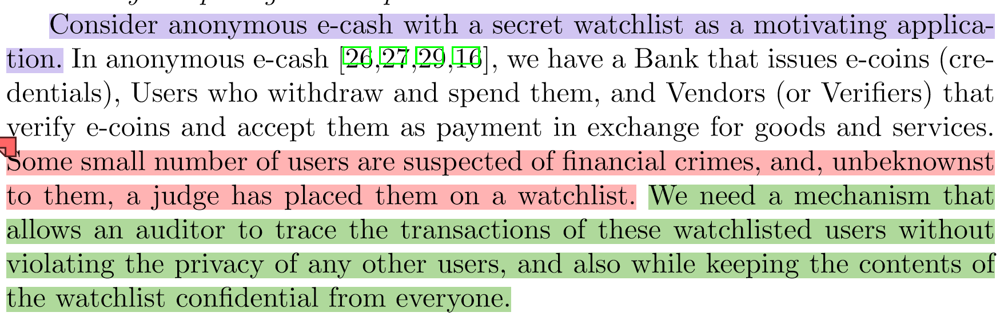 Consider anonymous e-cash with a secret watchlist as a motivating applica-
tion. In anonymous e-cash [26,27,29,16], we have a Bank that issues e-coins (cre-
dentials), Users who withdraw and spend them, and Vendors (or Verifiers) that
verify e-coins and accept them as payment in exchange for goods and services.
Some small number of users are suspected of financial crimes, and, unbeknownst
to them, a judge has placed them on a watchlist. We need a mechanism that
allows an auditor to trace the transactions of these watchlisted users without
violating the privacy of any other users, and also while keeping the contents of
the watchlist confidential from everyone.